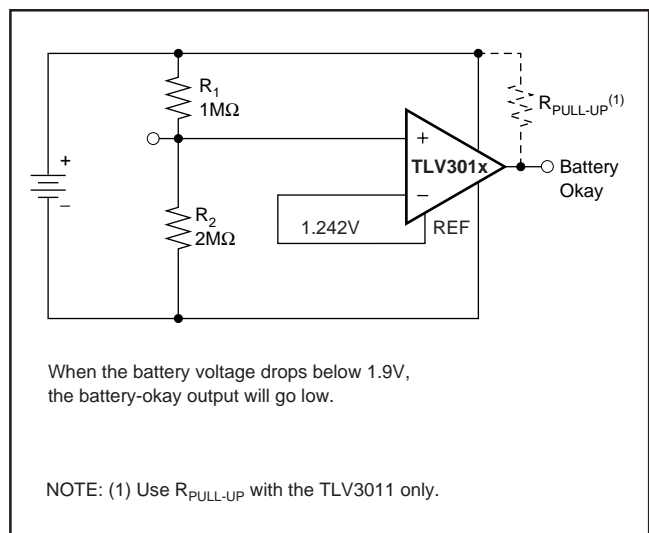 R1
1MΩ
RPULL-UP(1)
+
+
TLV301x
Battery
Okay
−
−
R2
2MΩ
1.242V
REF
When the battery voltage drops below 1.9V,
the battery-okay output will go low.
NOTE: (1) Use RPULL-UP with the TLV3011 only.